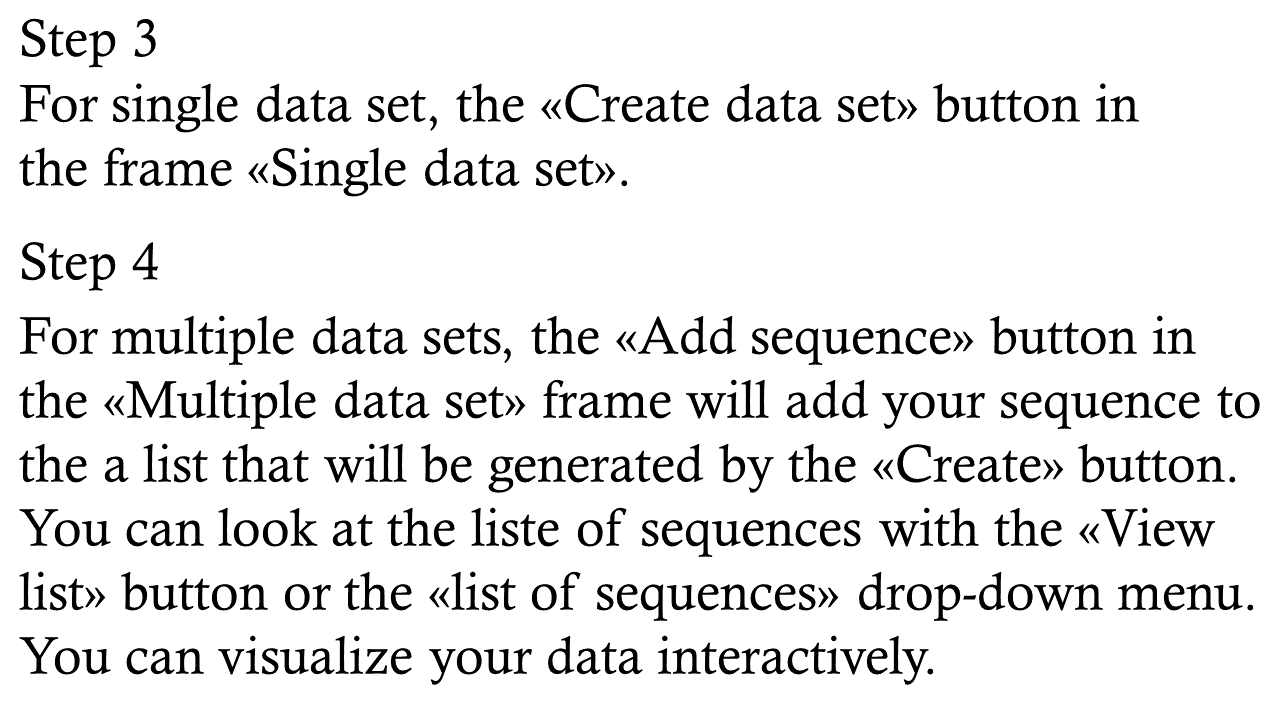 Step 3
For single data set, the «Create data set» button in
the frame «Single data set».
Step 4
For multiple data sets, the «Add sequence» button in
the «Multiple data set» frame will add your sequence to
the a list that will be generated by the «Create» button.
You can look at the liste of sequences with the «View
list» button or the «list of sequences» drop-down menu.
You can visualize your data interactively.